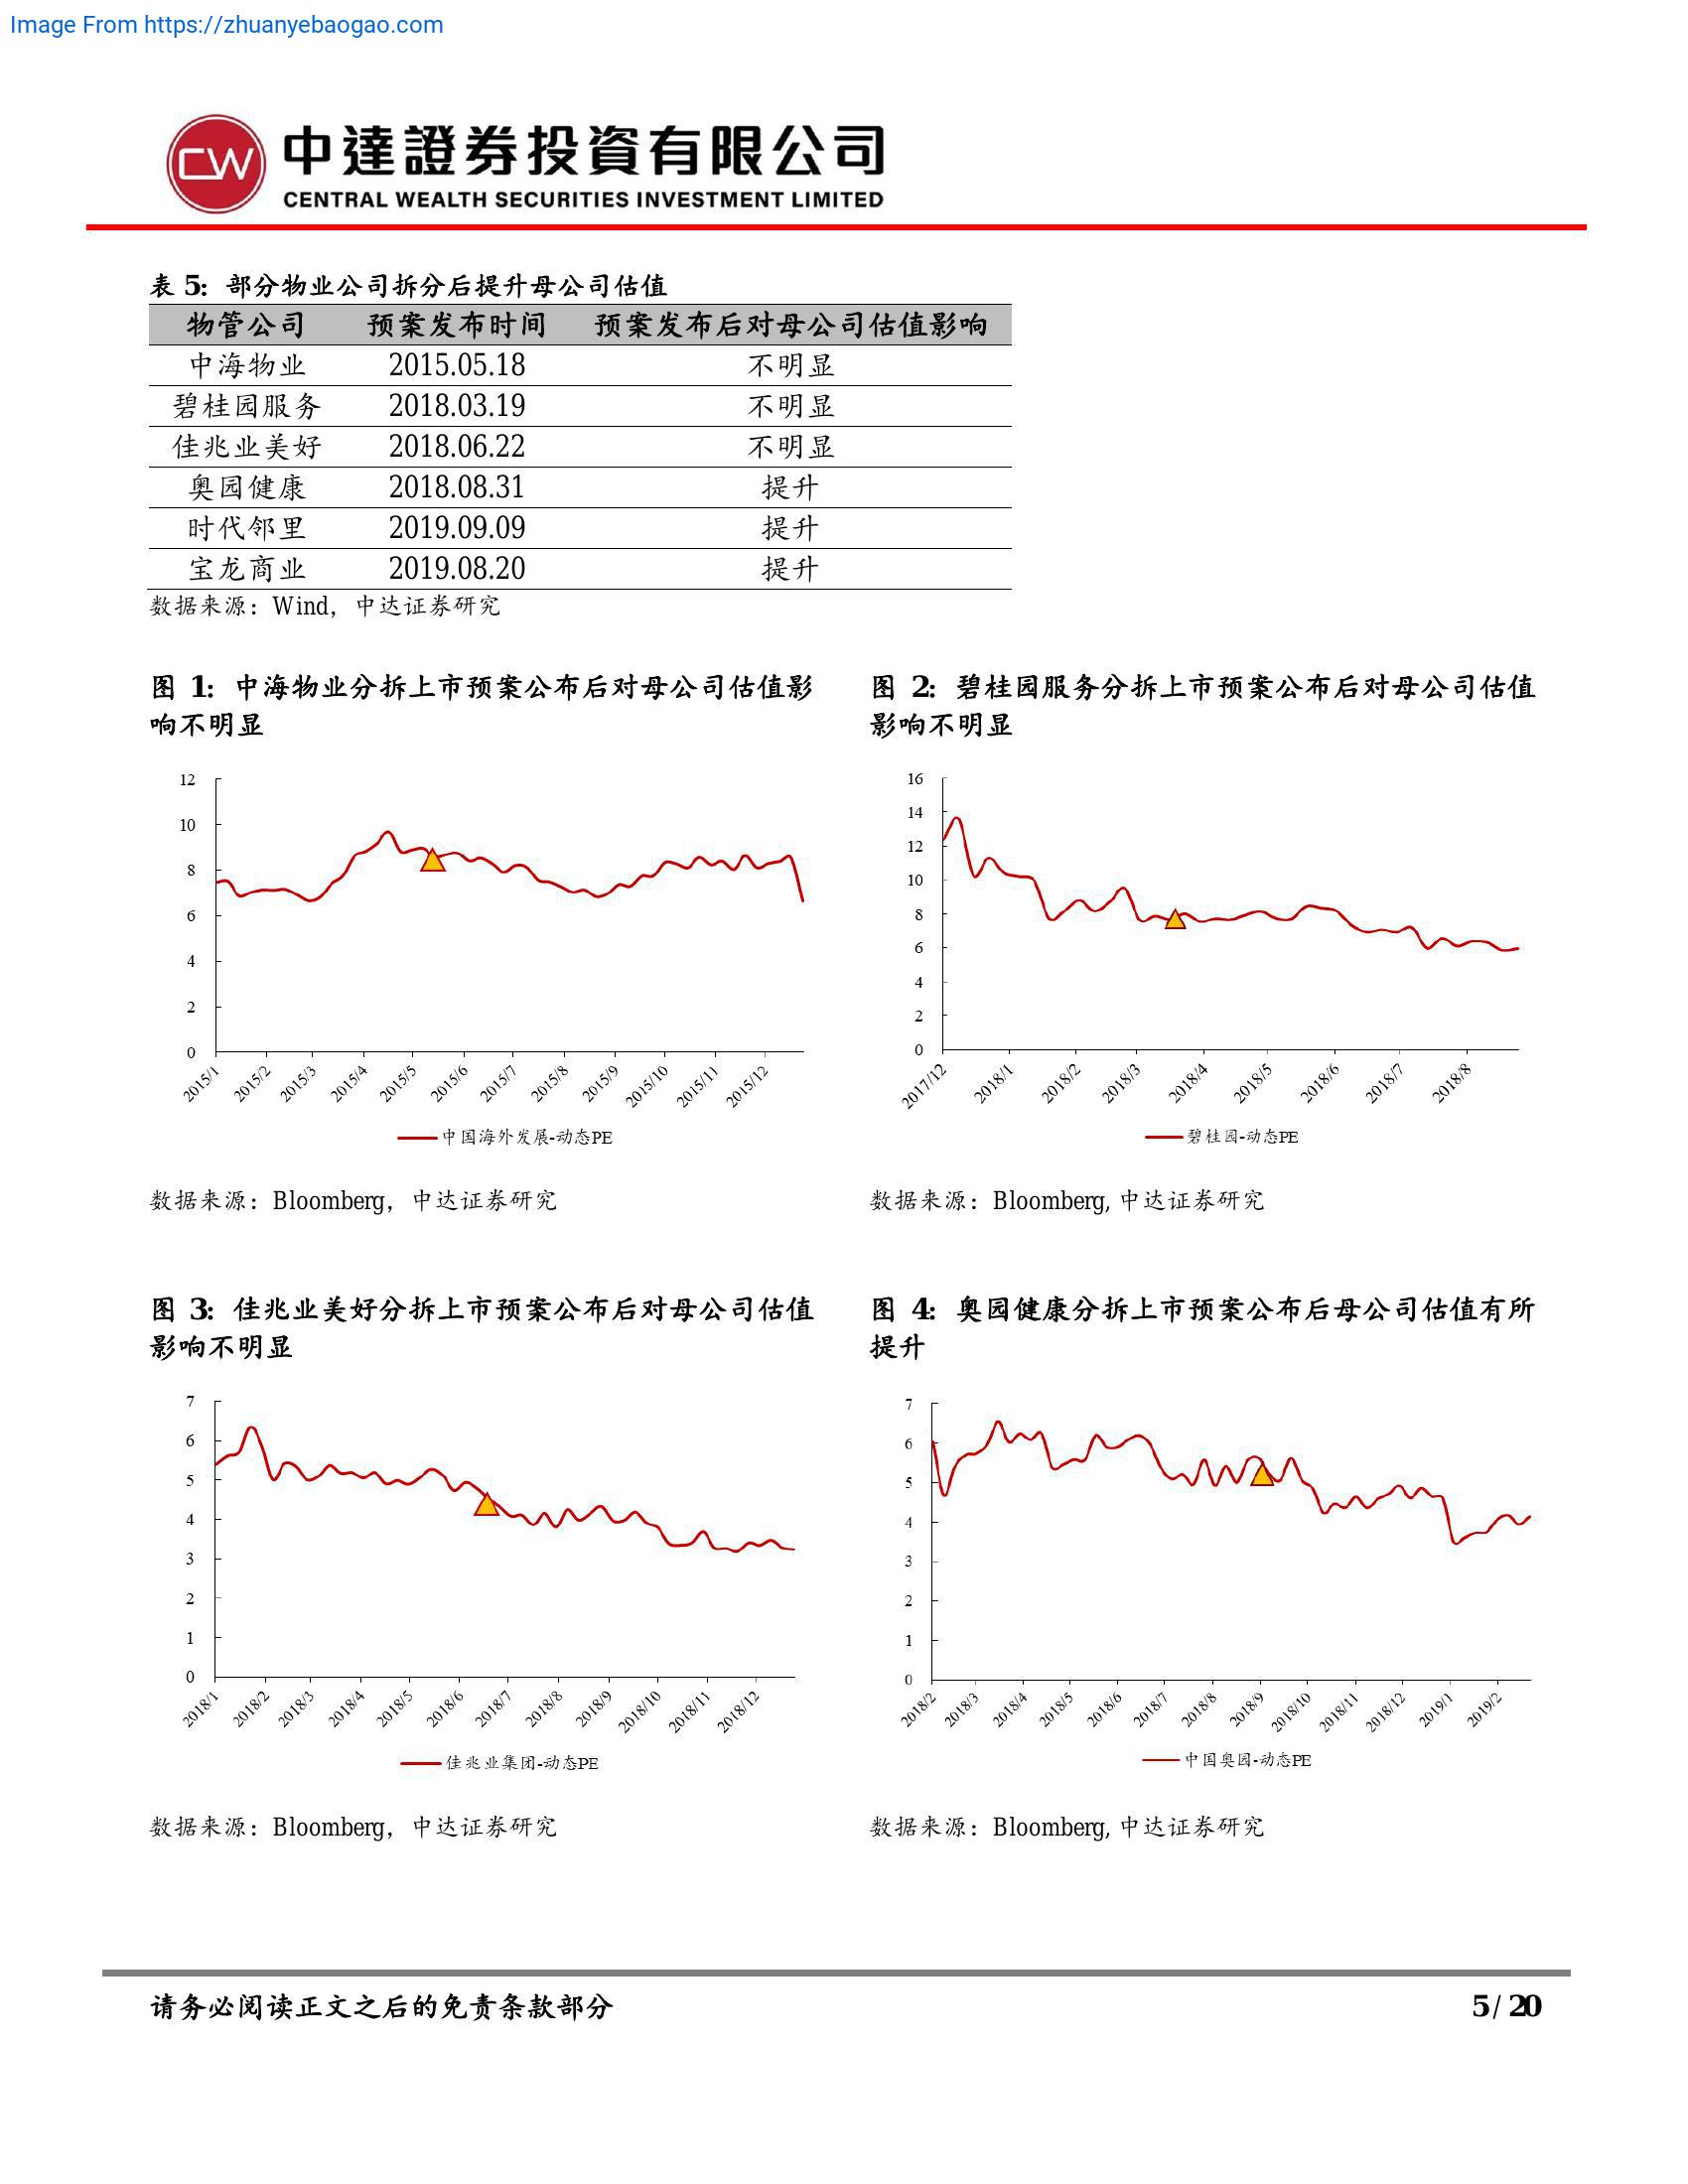 Image From https://zhuanyebaogao.com
CW
中達證券投資有限公司
CENTRAL WEALTH SECURITIES INVESTMENT LIMITED
表 5: 部分物业公司拆分后提升母公司估值
物管公司 预案发布时间 预案发布后对母公司估值影响
中海物业 2015.05.18 不明显
碧桂园服务 2018.03.19 不明显
佳兆业美好 2018.06.22 不明显
奥园健康 2018.08.31 提升
时代邻里 2019.09.09 提升
宝龙商业 2019.08.20 提升
数据来源：Wind，中达证券研究
图 1: 中海物业分拆上市预案公布后对母公司估值影
响不明显
12
10
8
6
4
2
0
2015/1 2015/2 2015/3 2015/4 2015/5 2015/6 2015/7 2015/8 2015/9 2015/10 2015/11 2015/12
中国海外发展-动态PE
数据来源：Bloomberg，中达证券研究
图 2: 碧桂园服务分拆上市预案公布后对母公司估值
影响不明显
16
14
12
10
8
6
4
2
0
2017/12 2018/1 2018/2 2018/3 2018/4 2018/5 2018/6 2018/7 2018/8
碧桂园-动态PE
数据来源：Bloomberg, 中达证券研究
图 3: 佳兆业美好分拆上市预案公布后对母公司估值
影响不明显
7
6
5
4
3
2
1
0
2018/1 2018/2 2018/3 2018/4 2018/5 2018/6 2018/7 2018/8 2018/9 2018/10 2018/11 2018/12
佳兆业集团-动态PE
数据来源：Bloomberg，中达证券研究
图 4: 奥园健康分拆上市预案公布后母公司估值有所
提升
7
6
5
4
3
2
1
0
2018/2 2018/3 2018/4 2018/5 2018/6 2018/7 2018/8 2018/9 2018/10 2018/11 2018/12 2019/1 2019/2
中国奥园-动态PE
数据来源：Bloomberg, 中达证券研究
请务必阅读正文之后的免责条款部分 5 / 20